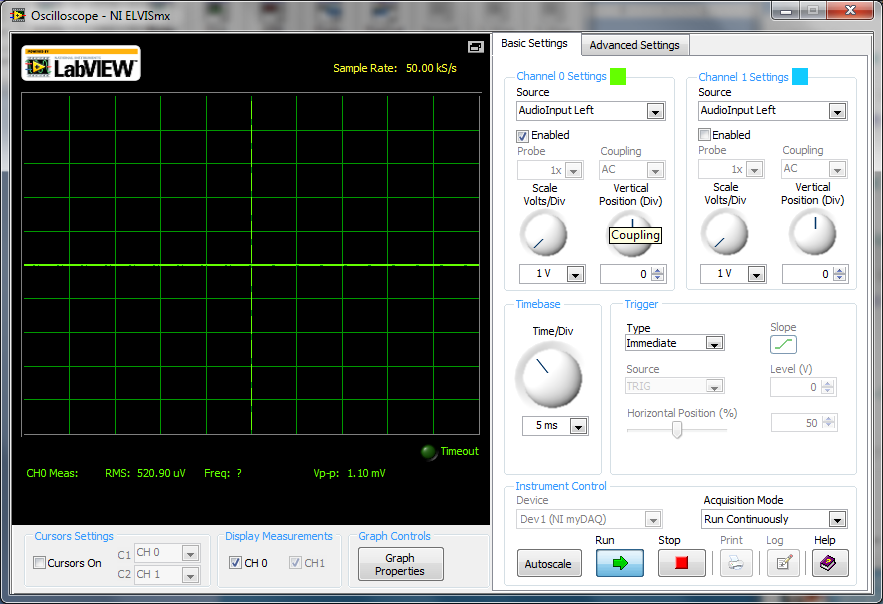 Oscilloscope - NI ELVISmx
POWERED BY
LabVIEW
Sample Rate: 50.00 kS/s
Timeout
CH0 Meas: RMS: 520.90 uV Freq: ? Vp-p: 1.10 mV
Cursors Settings
Cursors On
C1 CH 0
C2 CH 1
Display Measurements
CH 0 CH1
Graph Controls
Graph
Properties
Basic Settings
Advanced Settings
Channel 0 Settings
Source
AudioInput Left
Enabled
Probe Coupling
1x AC
Scale
Volts/Div
Vertical
Position (Div)
Coupling
1 V 0
Channel 1 Settings
Source
AudioInput Left
Enabled
Probe Coupling
1x AC
Scale
Volts/Div
Vertical
Position (Div)
1 V 0
Timebase
Time/Div
5 ms
Trigger
Type
Immediate
Slope
Source
TRIG
Level (V)
0
Horizontal Position (%)
50
Instrument Control
Device
Dev1 (NI myDAQ)
Acquisition Mode
Run Continuously
Run Stop Print Log Help
Autoscale